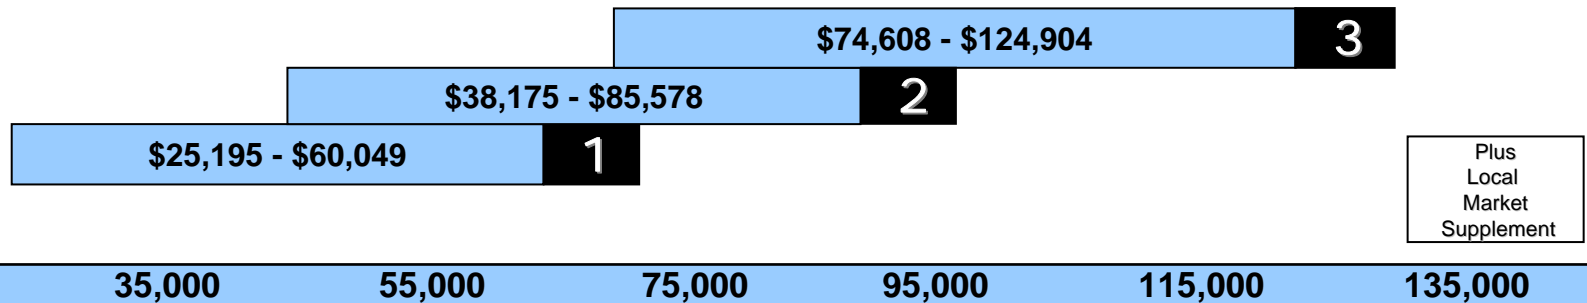 $74,608 - $124,904 3
$38,175 - $85,578 2
$25,195 - $60,049 1
Plus
Local
Market
Supplement
35,000 55,000 75,000 95,000 115,000 135,000